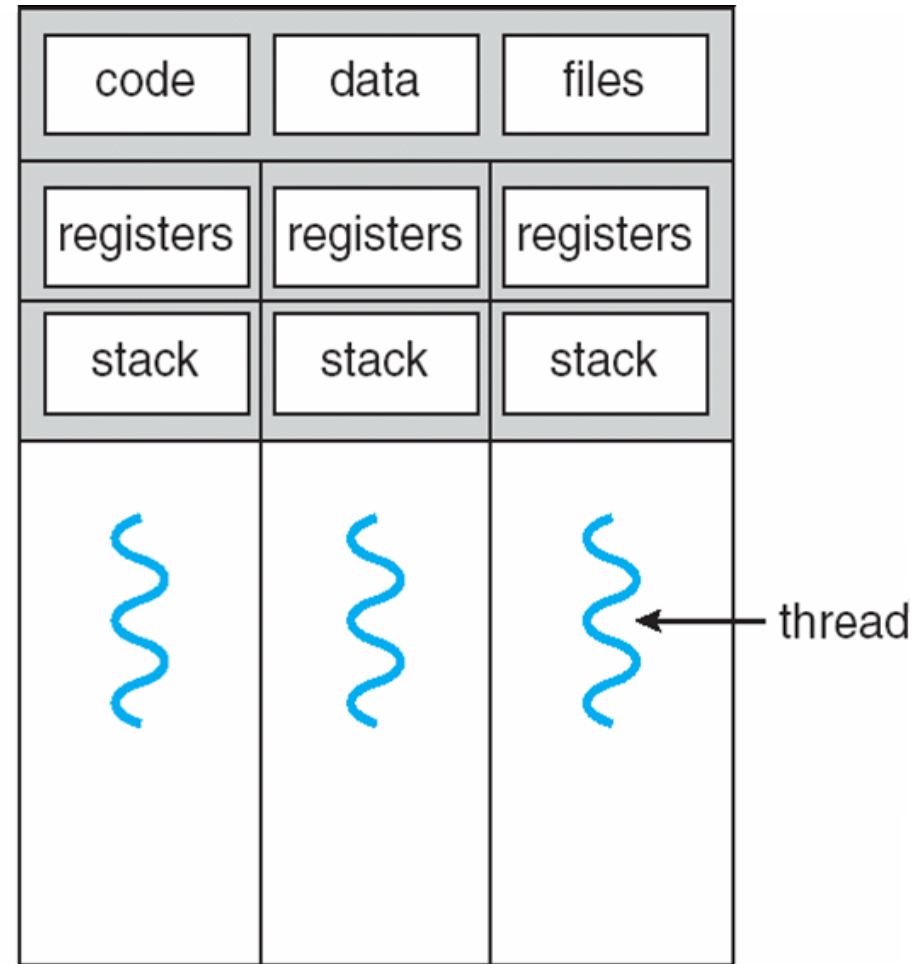 code data files
registers registers registers
stack stack stack
thread